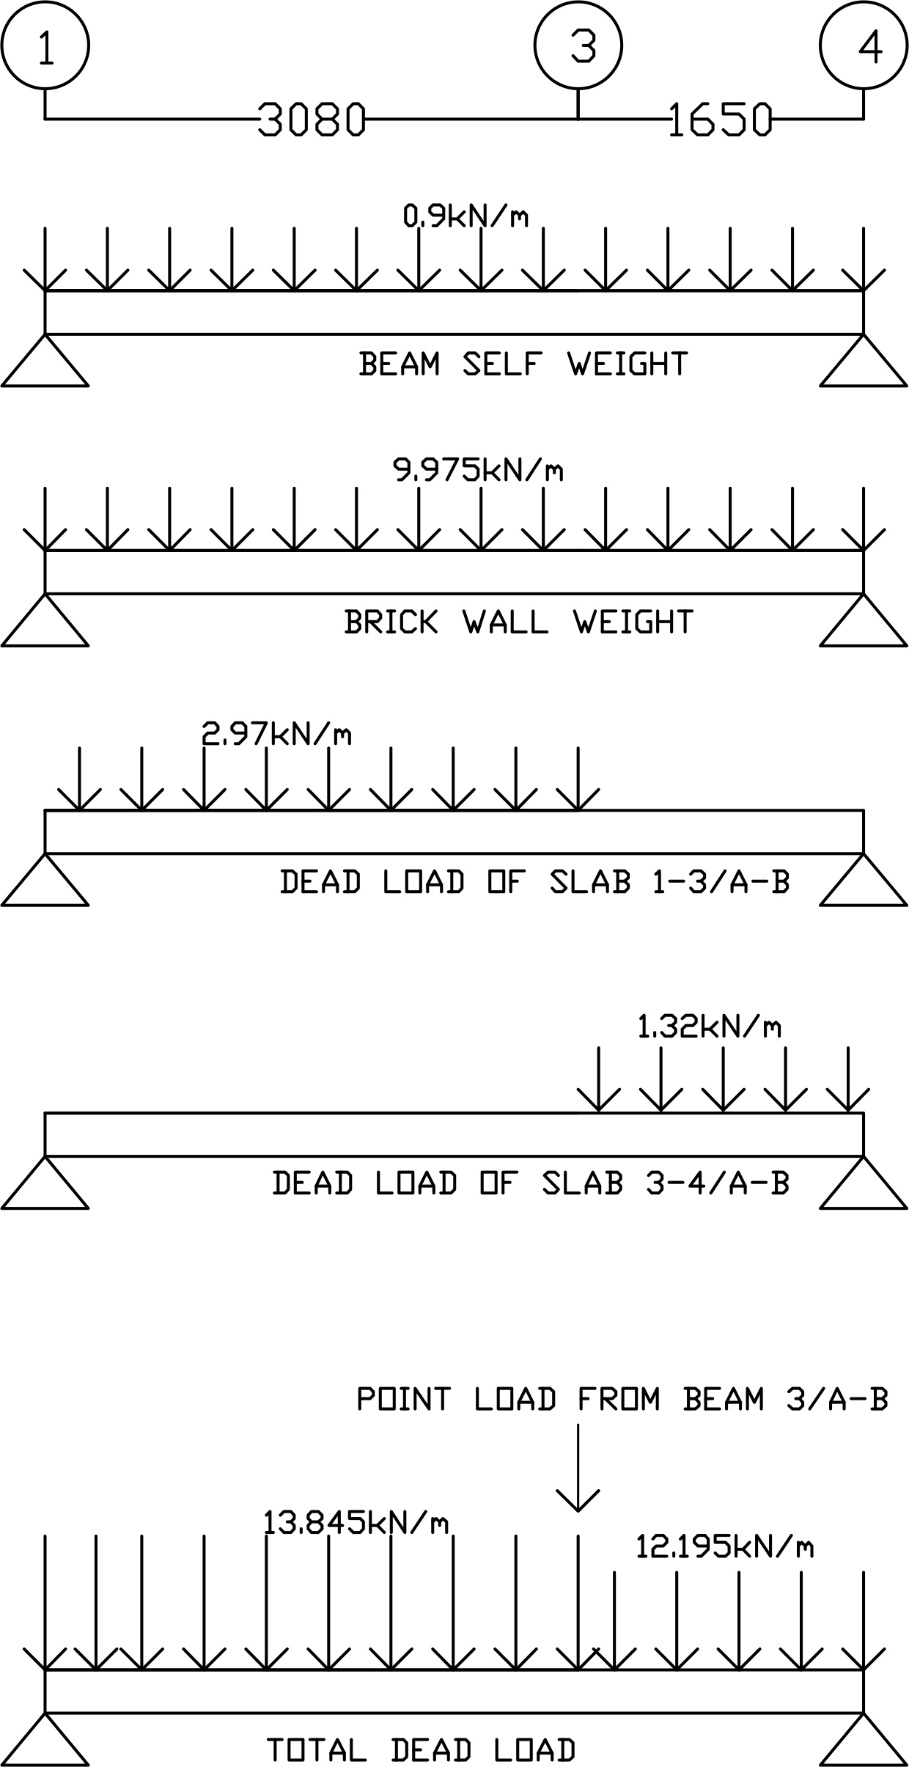 1 3 4
3080 1650
0.9kN/m
BEAM SELF WEIGHT
9.975kN/m
BRICK WALL WEIGHT
2.97kN/m
DEAD LOAD OF SLAB 1-3/A-B
1.32kN/m
DEAD LOAD OF SLAB 3-4/A-B
POINT LOAD FROM BEAM 3/A-B
13.845kN/m
12.195kN/m
TOTAL DEAD LOAD